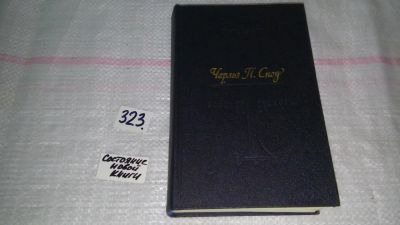 Чарльз П. Сноу
323.
Состояние
новой
книги